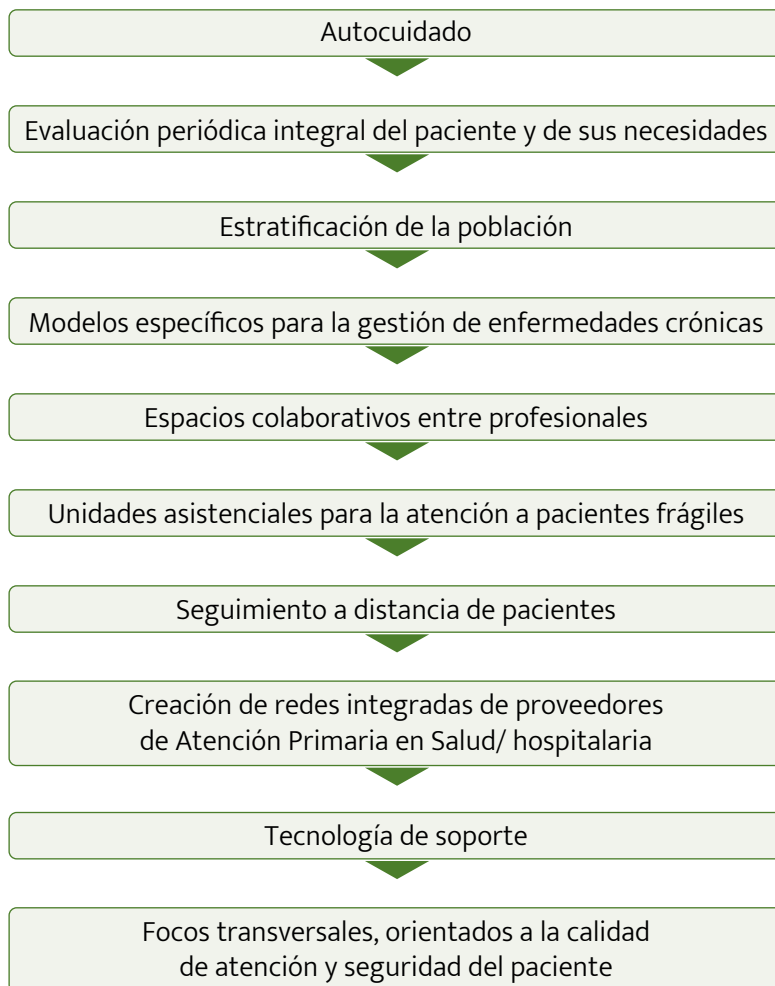 Autocuidado
Evaluación periódica integral del paciente y de sus necesidades
Estratificación de la población
Modelos específicos para la gestión de enfermedades crónicas
Espacios colaborativos entre profesionales
Unidades asistenciales para la atención a pacientes frágiles
Seguimiento a distancia de pacientes
Creación de redes integradas de proveedores
de Atención Primaria en Salud/ hospitalaria
Tecnología de soporte
Focos transversales, orientados a la calidad
de atención y seguridad del paciente